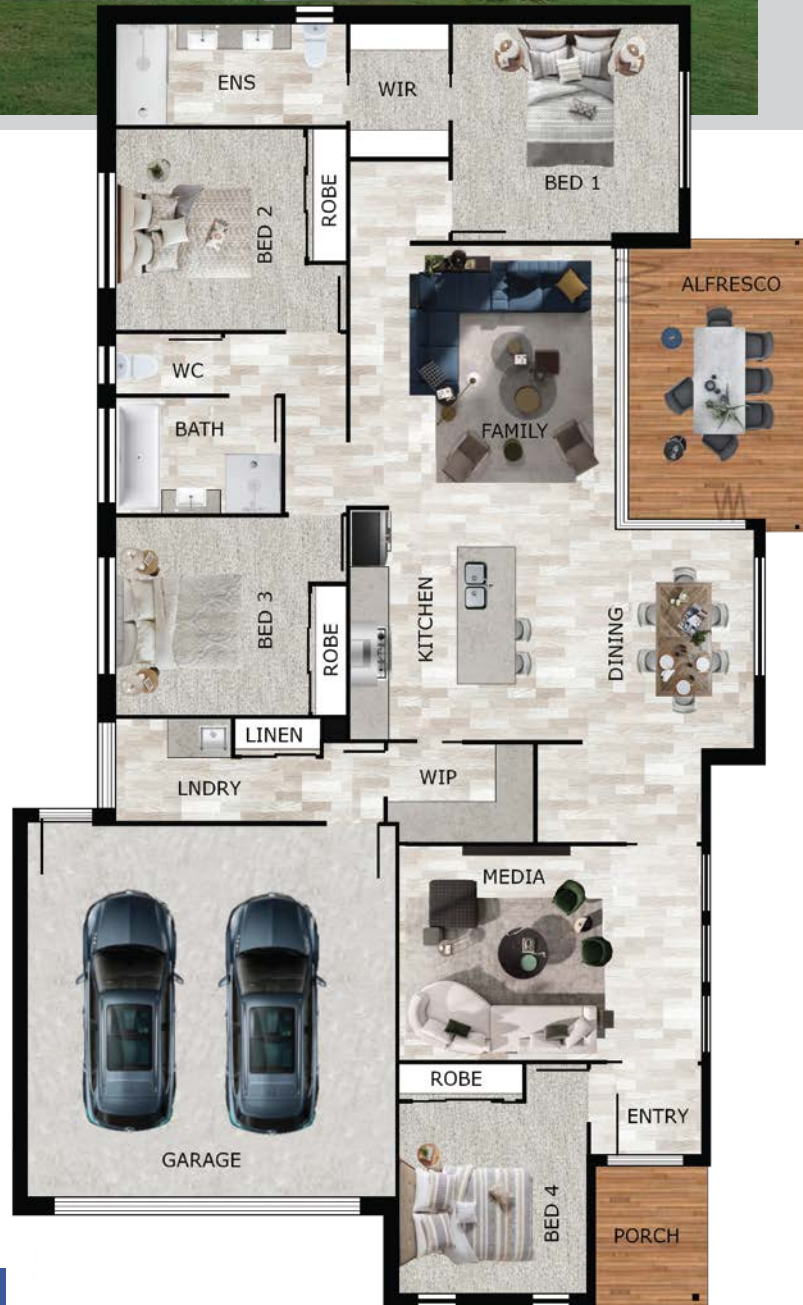 ENS
WIR
BED 1
BED 2
ROBE
ALFRESCO
WC
BATH
FAMILY
BED 3
ROBE
KITCHEN
DINING
LINEN
LNDRY
WIP
MEDIA
ROBE
ENTRY
GARAGE
BED 4
PORCH